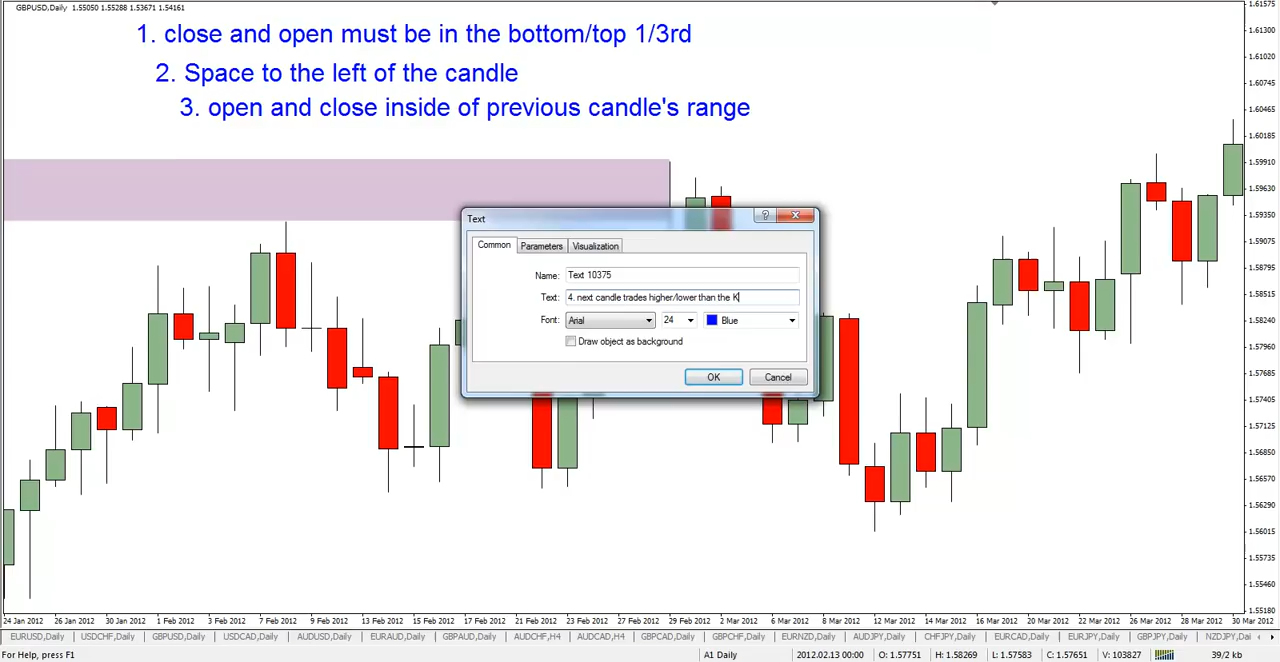 GBPUSD,Daily 1.55050 1.55288 1.53671 1.54161
1. close and open must be in the bottom/top 1/3rd
2. Space to the left of the candle
3. open and close inside of previous candle's range
1.61575
1.61300
1.61020
1.60745
1.60465
1.60185
1.59910
1.59630
1.59350
1.59075
1.58795
1.58515
1.58240
1.57960
1.57685
1.57405
1.57125
1.56850
1.56570
1.56290
1.56015
1.55735
1.55460
1.55180
Text
?
Common Parameters Visualization
Name: Text 10375
Text: 4. next candle trades higher/lower than the K
Font: Arial 24 Blue
Draw object as background
OK Cancel
24 Jan 2012 26 Jan 2012 30 Jan 2012 1 Feb 2012 3 Feb 2012 7 Feb 2012 9 Feb 2012 13 Feb 2012 15 Feb 2012 17 Feb 2012 21 Feb 2012 23 Feb 2012 27 Feb 2012 29 Feb 2012 2 Mar 2012 6 Mar 2012 8 Mar 2012 12 Mar 2012 14 Mar 2012 16 Mar 2012 20 Mar 2012 22 Mar 2012 26 Mar 2012 28 Mar 2012 30 Mar 2012
EURUSD,Daily USDCHF,Daily GBPUSD,Daily USDCAD,Daily AUDUSD,Daily EURAUD,Daily GBPAUD,Daily AUDCHF,H4 AUDCAD,H4 GBPCAD,Daily GBPCHF,Daily EURNZD,Daily AUDJPY,Daily CHFJPY,Daily EURCAD,Daily EURJPY,Daily GBPJPY,Daily NZDJPY,Dai
For Help, press F1 A1 Daily 2012.02.13 00:00 O: 1.57751 H: 1.58269 L: 1.57583 C: 1.57651 V: 103827 39/2 kb